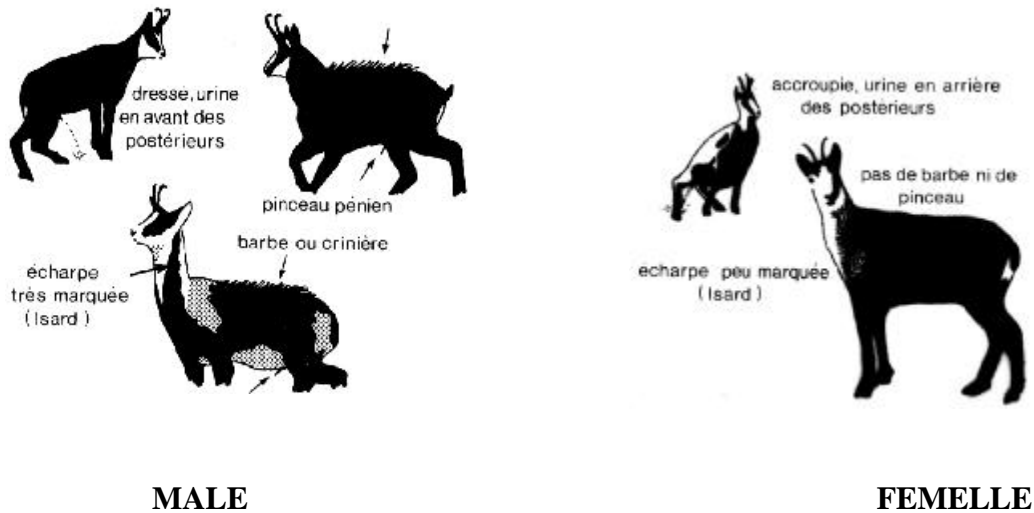 dressé, urine
en avant des
postérieurs
pinceau pénien
barbe ou crinière
écharpe
très marquée
( Isard )
MALE
accroupie, urine en arrière
des postérieurs
pas de barbe ni de
pinceau
écharpe peu marquée
( Isard )
FEMELLE